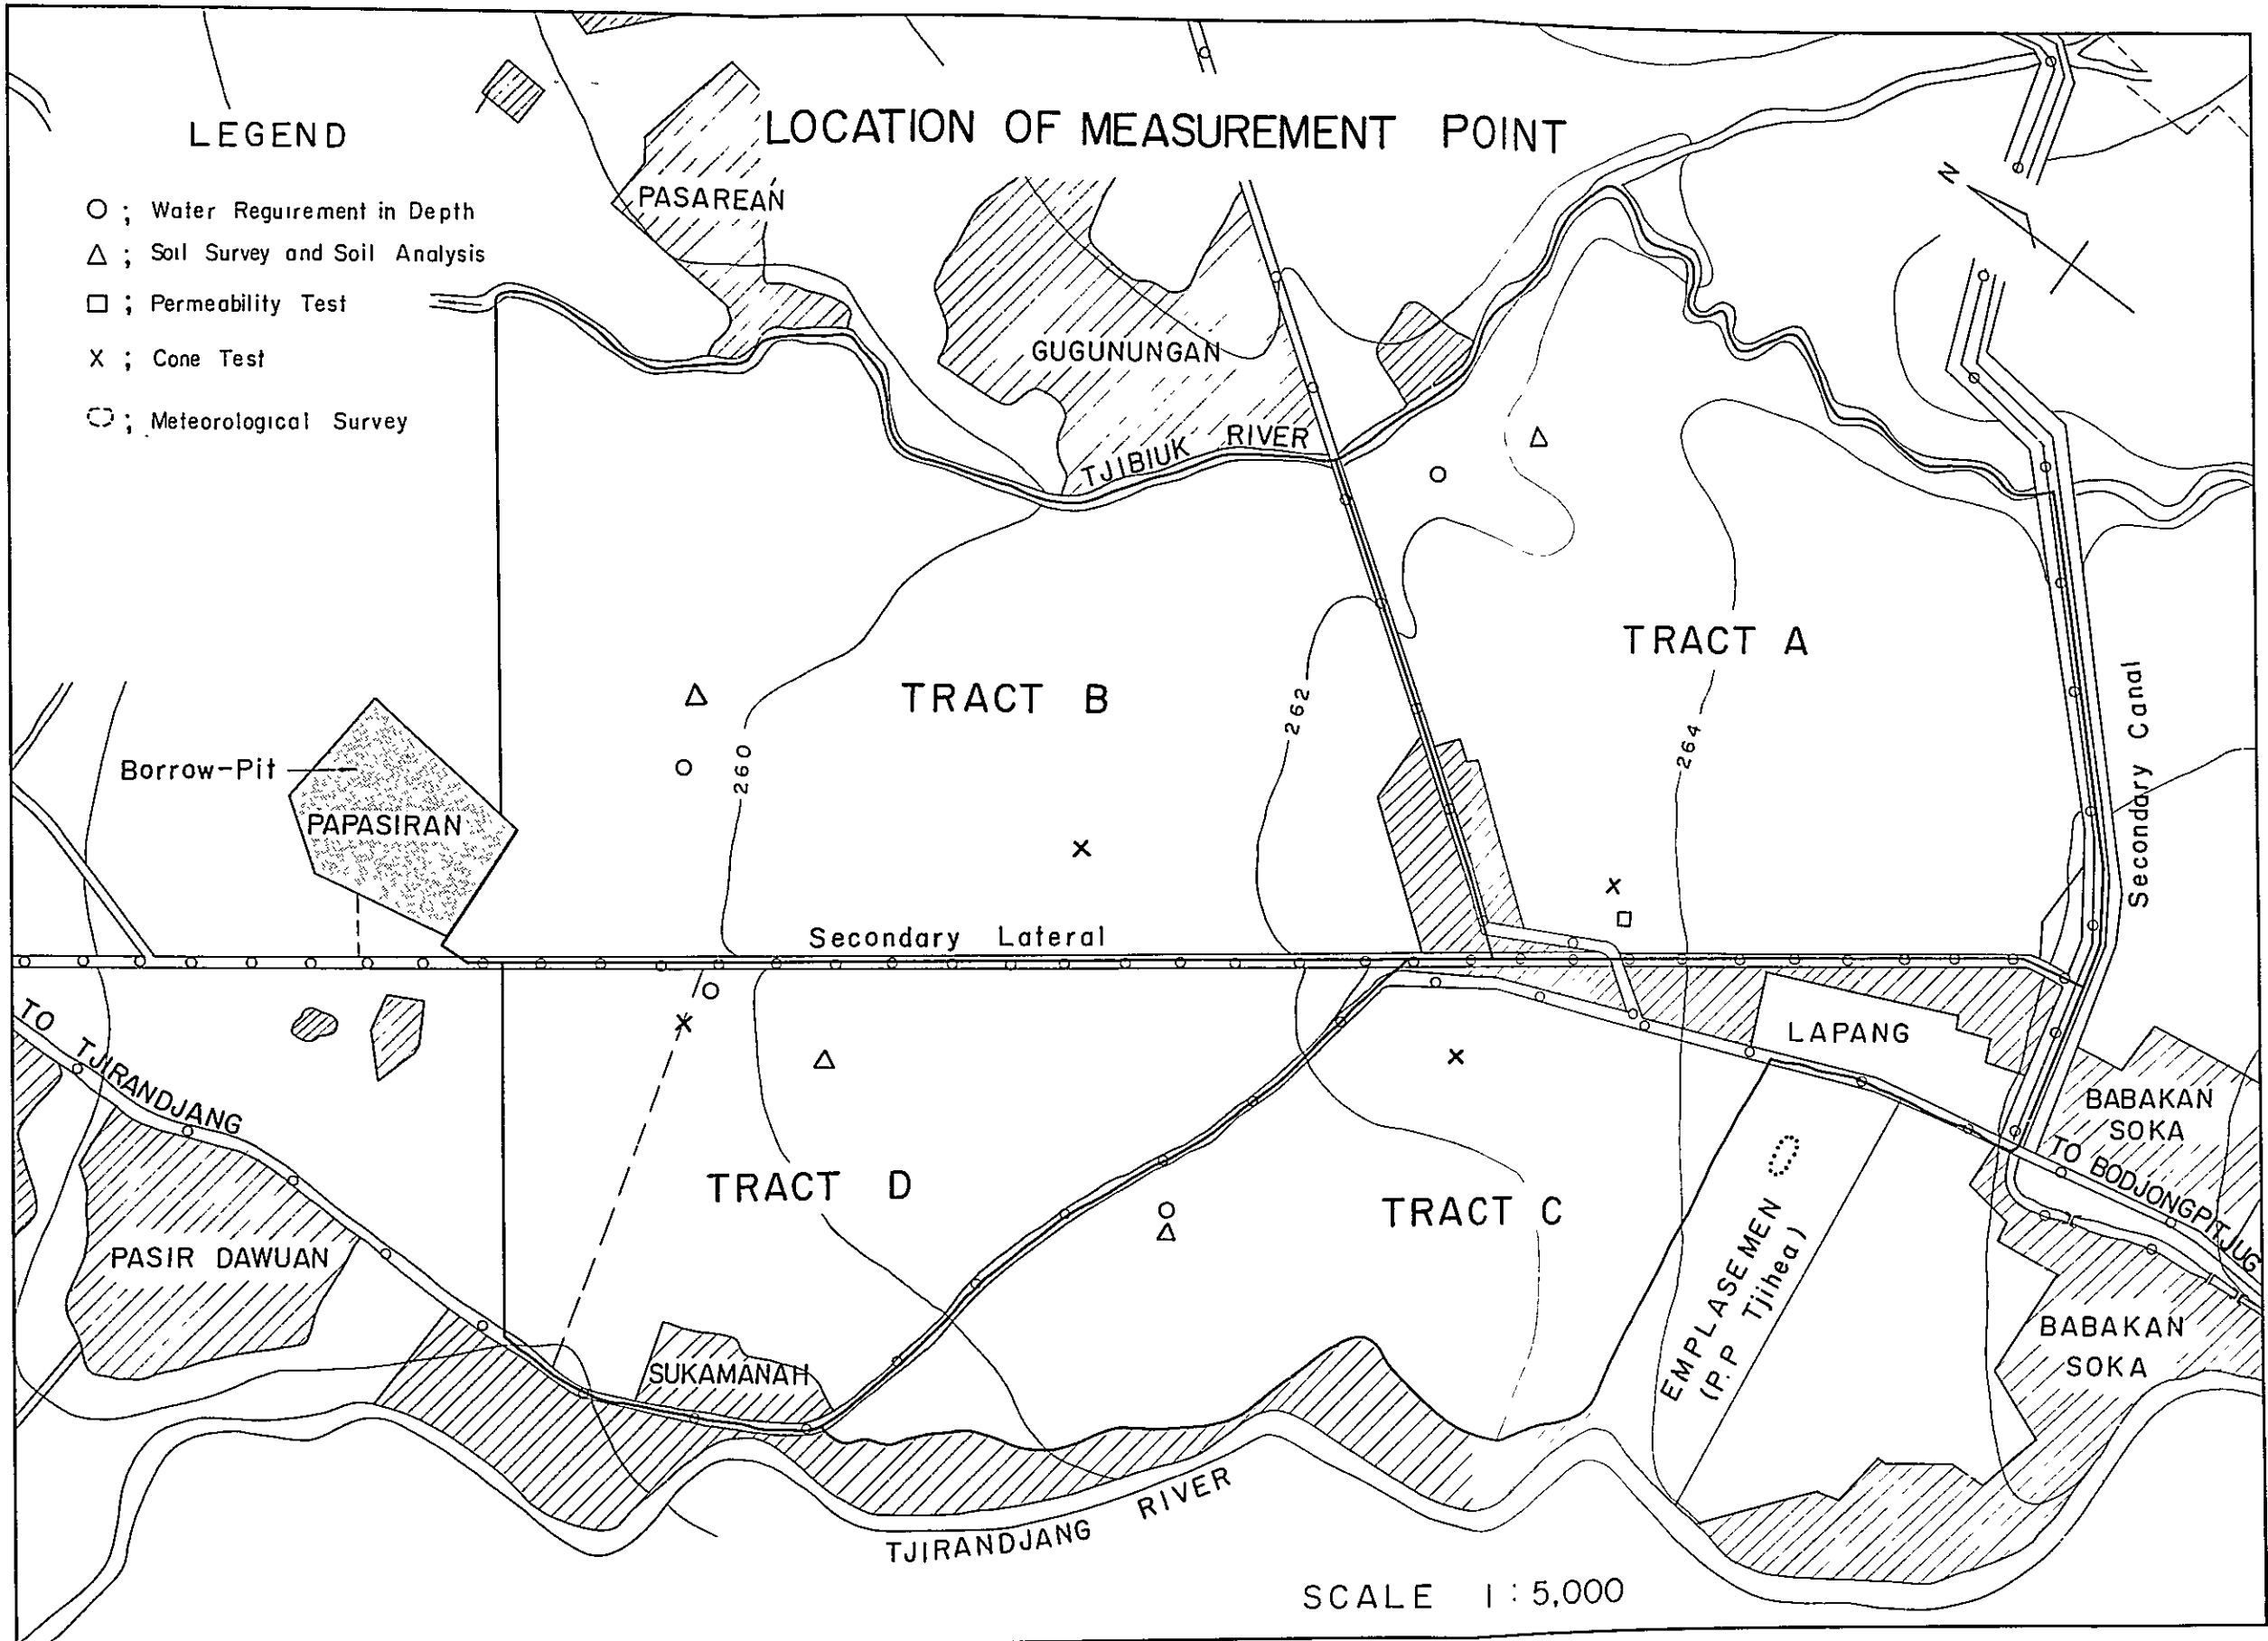 LOCATION OF MEASUREMENT POINT
LEGEND
O ; Water Reguirement in Depth
△ ; Soil Survey and Soil Analysis
□ ; Permeability Test
X ; Cone Test
; Meteorological Survey
PASAREAN
N
GUGUNUNGAN
TJIBIUK RIVER
TRACT A
TRACT B
262
264
260
Secondary Canal
Borrow-Pit
PAPASIRAN
Secondary Lateral
LAPANG
TO TJIRANDJANG
BABAKAN
SOKA
TO BODJONGPITJUG
TRACT D
TRACT C
EMPLASEMEN
(P.P Tjihea)
PASIR DAWUAN
SUKAMANAH
BABAKAN
SOKA
TJIRANDJANG RIVER
SCALE 1 : 5,000